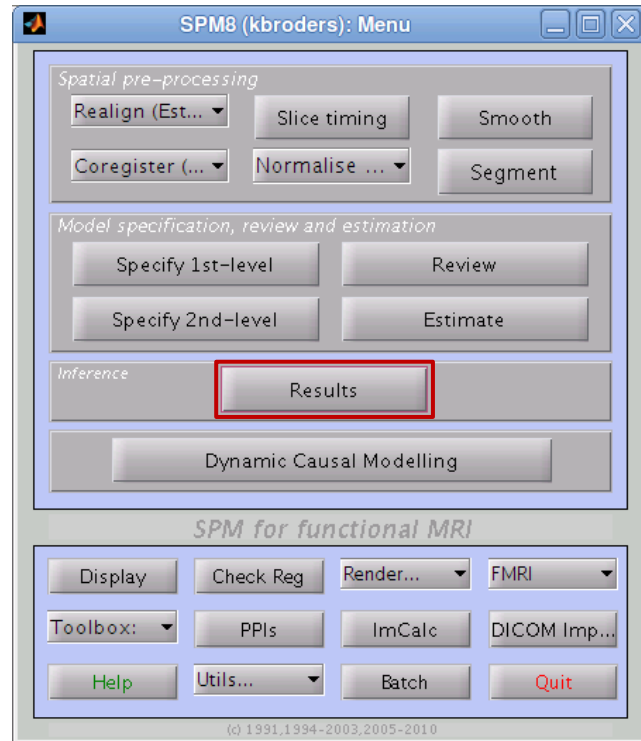 SPM8 (kbroders): Menu
Spatial pre-processing
Realign (Est... Slice timing Smooth
Coregister (... Normalise ... Segment
Model specification, review and estimation
Specify 1st-level Review
Specify 2nd-level Estimate
Inference
Results
Dynamic Causal Modelling
SPM for functional MRI
Display Check Reg Render... FMRI
Toolbox: PPIs ImCalc DICOM Imp...
Help Utils... Batch Quit
(c) 1991,1994-2003,2005-2010